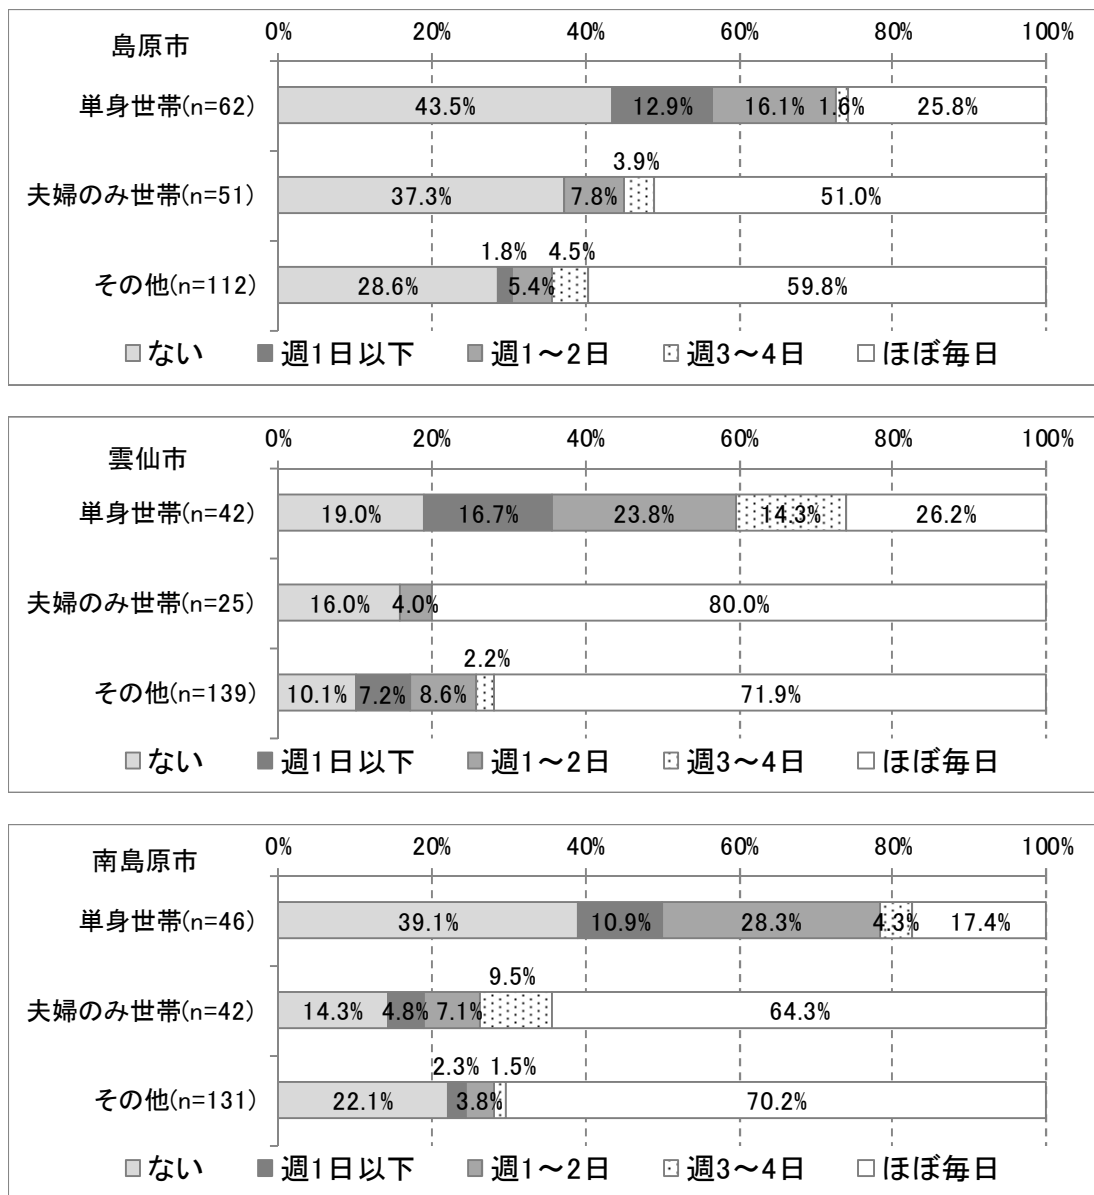 0% 20% 40% 60% 80% 100%
島原市
単身世帯(n=62) 43.5% 12.9% 16.1% 1.6% 25.8%
3.9%
夫婦のみ世帯(n=51) 37.3% 7.8% 51.0%
1.8% 4.5%
その他(n=112) 28.6% 5.4% 59.8%
ない 週1日以下 週1～2日 週3～4日 ほぼ毎日
0% 20% 40% 60% 80% 100%
雲仙市
単身世帯(n=42) 19.0% 16.7% 23.8% 14.3% 26.2%
夫婦のみ世帯(n=25) 16.0% 4.0% 80.0%
2.2%
その他(n=139) 10.1% 7.2% 8.6% 71.9%
ない 週1日以下 週1～2日 週3～4日 ほぼ毎日
0% 20% 40% 60% 80% 100%
南島原市
単身世帯(n=46) 39.1% 10.9% 28.3% 4.3% 17.4%
9.5%
夫婦のみ世帯(n=42) 14.3% 4.8% 7.1% 64.3%
2.3% 1.5%
その他(n=131) 22.1% 3.8% 70.2%
ない 週1日以下 週1～2日 週3～4日 ほぼ毎日